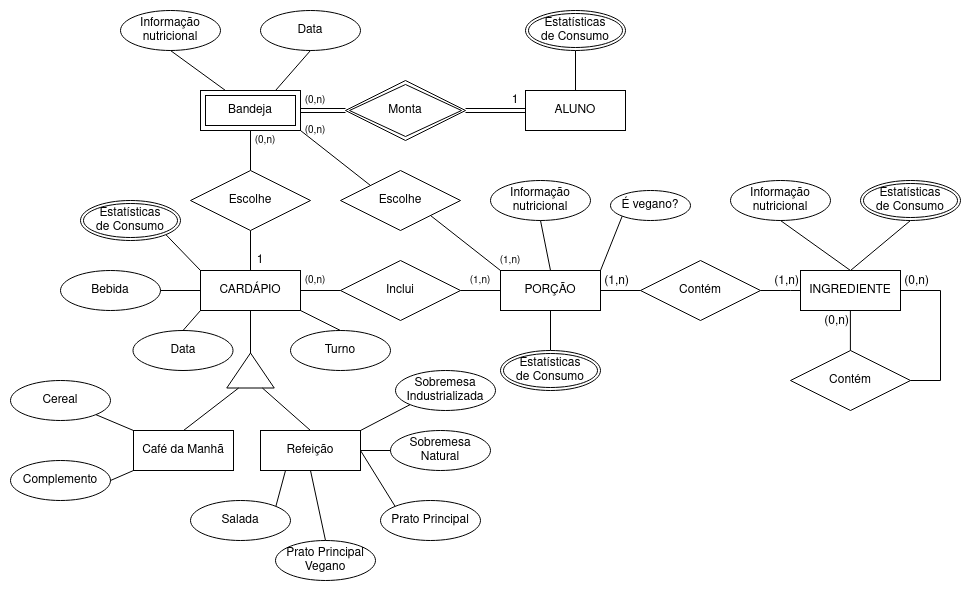 Informação
nutricional
Data
Estatísticas
de Consumo
Bandeja
(0,n)
Monta
1
ALUNO
(0,n)
(0,n)
Escolhe
Escolhe
Informação
nutricional
É vegano?
Informação
nutricional
Estatísticas
de Consumo
Estatísticas
de Consumo
1
(1,n)
Bebida
CARDÁPIO
(0,n)
Inclui
(1,n)
PORÇÃO
(1,n)
Contém
(1,n)
INGREDIENTE
(0,n)
(0,n)
Data
Turno
Estatísticas
de Consumo
Contém
Cereal
Sobremesa
Industrializada
Café da Manhã
Refeição
Sobremesa
Natural
Complemento
Salada
Prato Principal
Prato Principal
Vegano